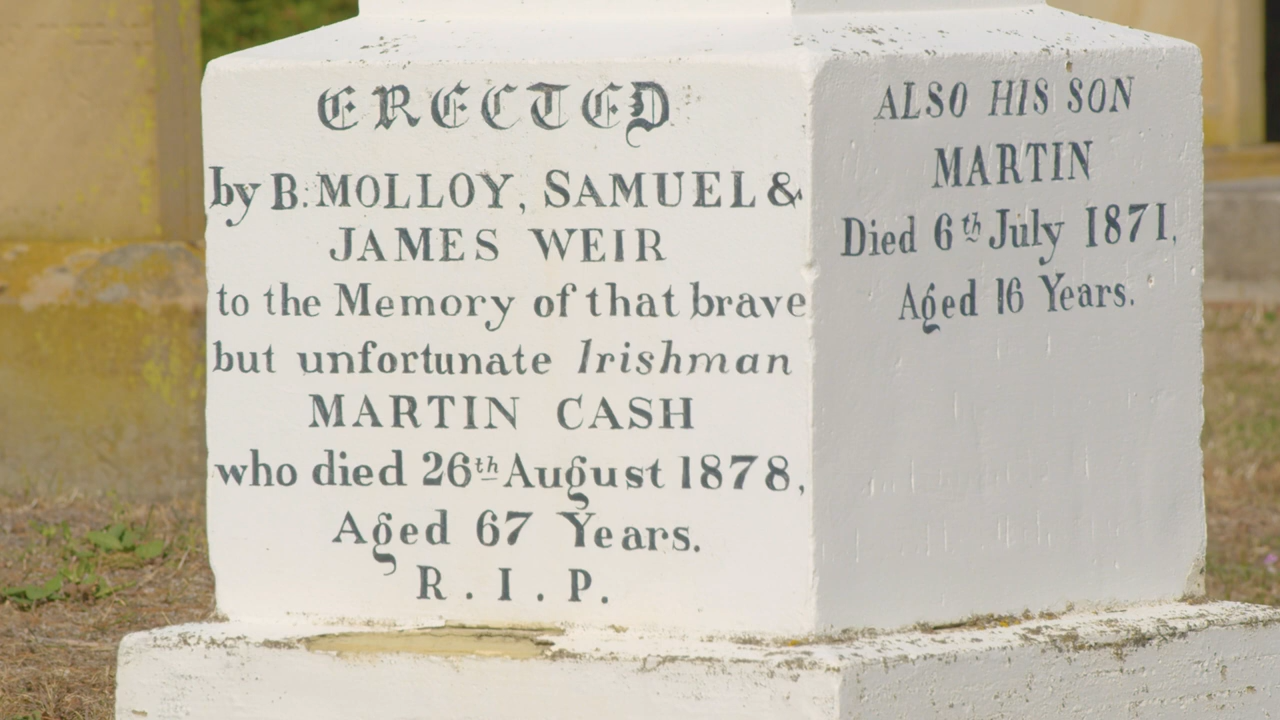 ERECTED
by B. MOLLOY, SAMUEL &
JAMES WEIR
to the Memory of that brave
but unfortunate Irishman
MARTIN CASH
who died 26th August 1878,
Aged 67 Years.
R. I. P.
ALSO HIS SON
MARTIN
Died 6th July 1871,
Aged 16 Years.